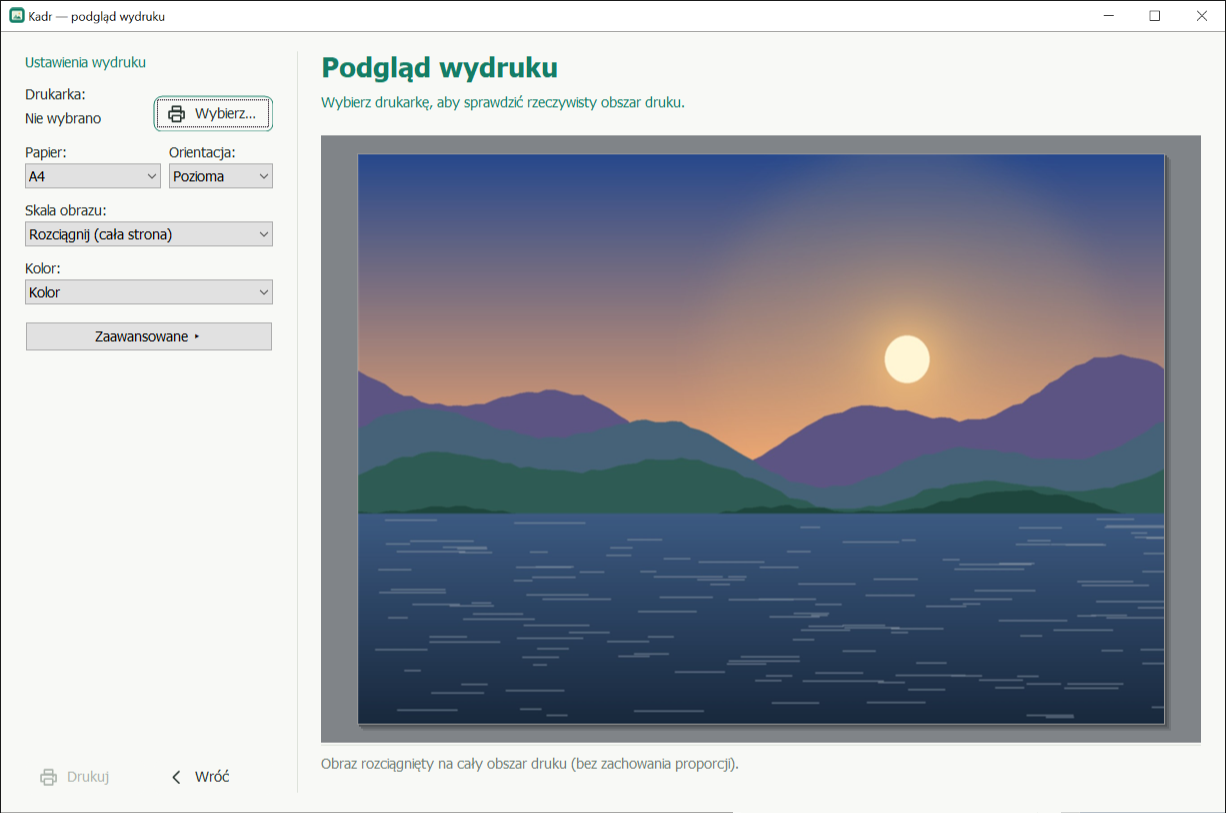 Kadr — podgląd wydruku
Ustawienia wydruku
Drukarka:
Nie wybrano
Wybierz...
Papier:
Orientacja:
A4
Pozioma
Skala obrazu:
Rozciągnij (cała strona)
Kolor:
Kolor
Zaawansowane ‣
Drukuj
Wróć
Podgląd wydruku
Wybierz drukarkę, aby sprawdzić rzeczywisty obszar druku.
Obraz rozciągnięty na cały obszar druku (bez zachowania proporcji).